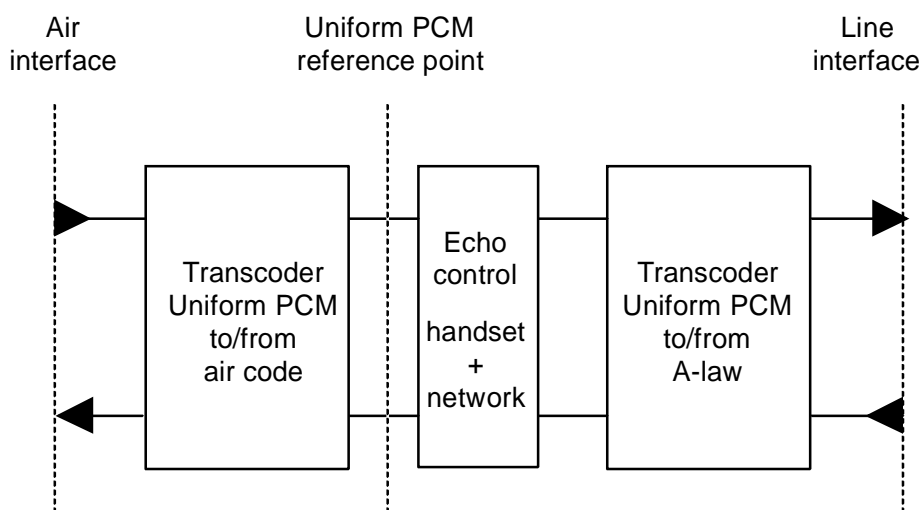 Air
interface
Uniform PCM
reference point
Line
interface
Transcoder
Uniform PCM
to/from
air code
Echo
control
handset
+
network
Transcoder
Uniform PCM
to/from
A-law